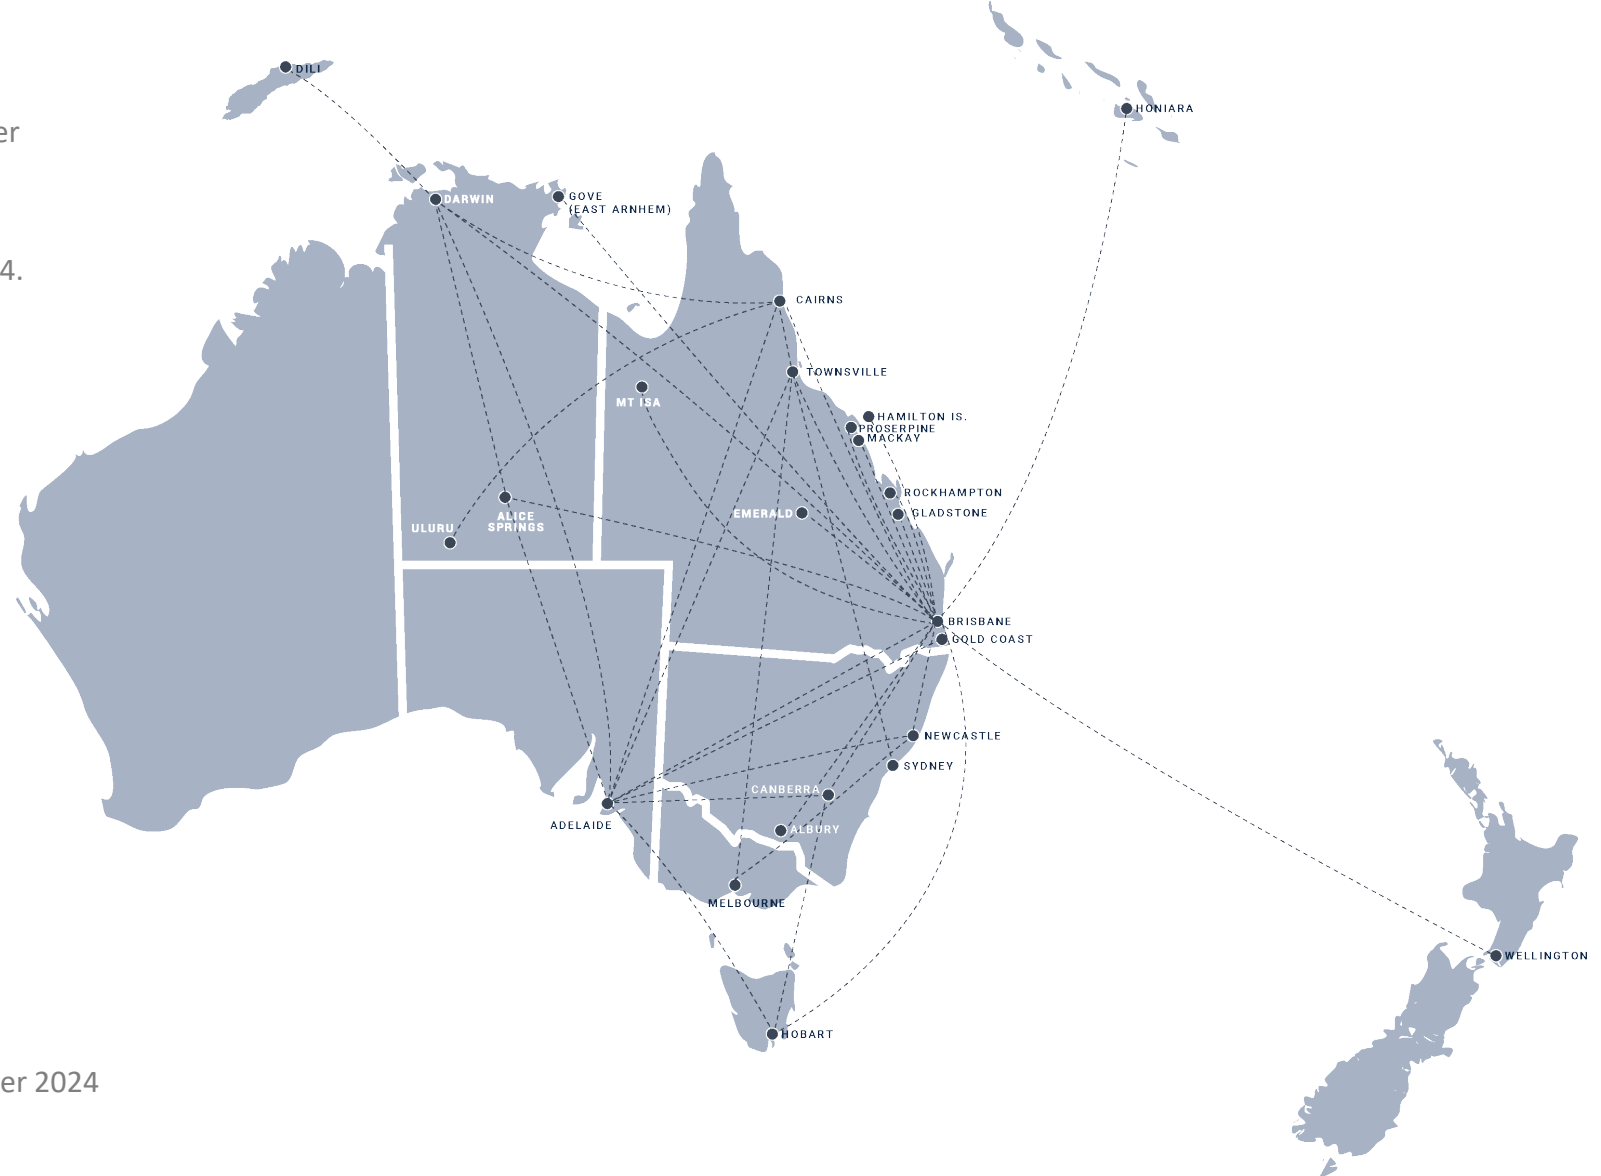 DILI
HONIARA
er
DARWIN
GOVE
(EAST ARNHEM)
4.
CAIRNS
TOWNSVILLE
MT ISA
HAMILTON IS.
PROSERPINE
MACKAY
ROCKHAMPTON
EMERALD
GLADSTONE
ALICE
SPRINGS
ULURU
BRISBANE
GOLD COAST
NEWCASTLE
SYDNEY
CANBERRA
ADELAIDE
ALBURY
MELBOURNE
WELLINGTON
HOBART
er 2024